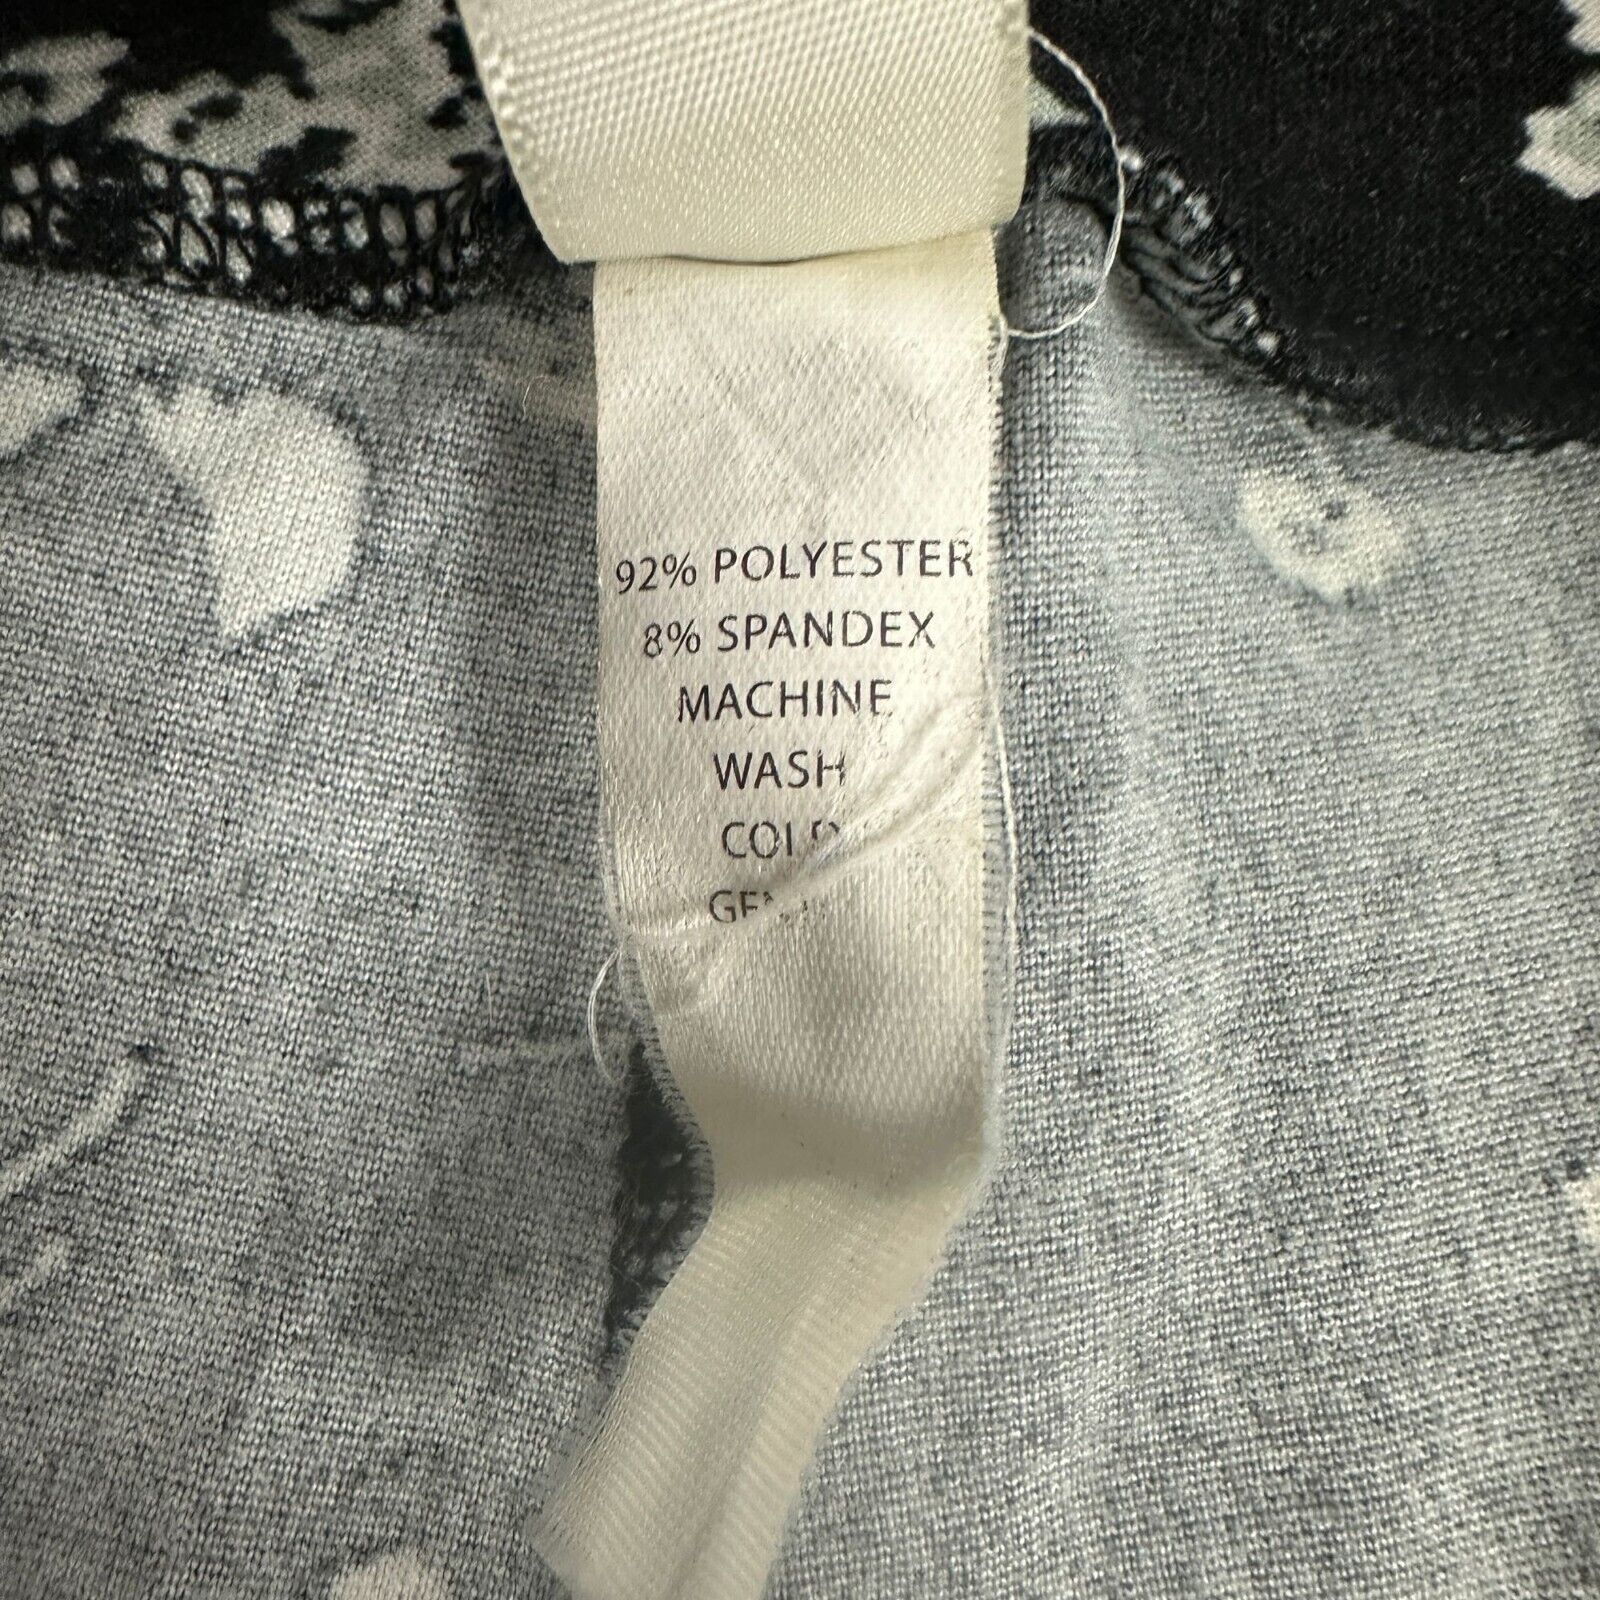 92% POLYESTER
8% SPANDEX
MACHINE
WASH
COLD